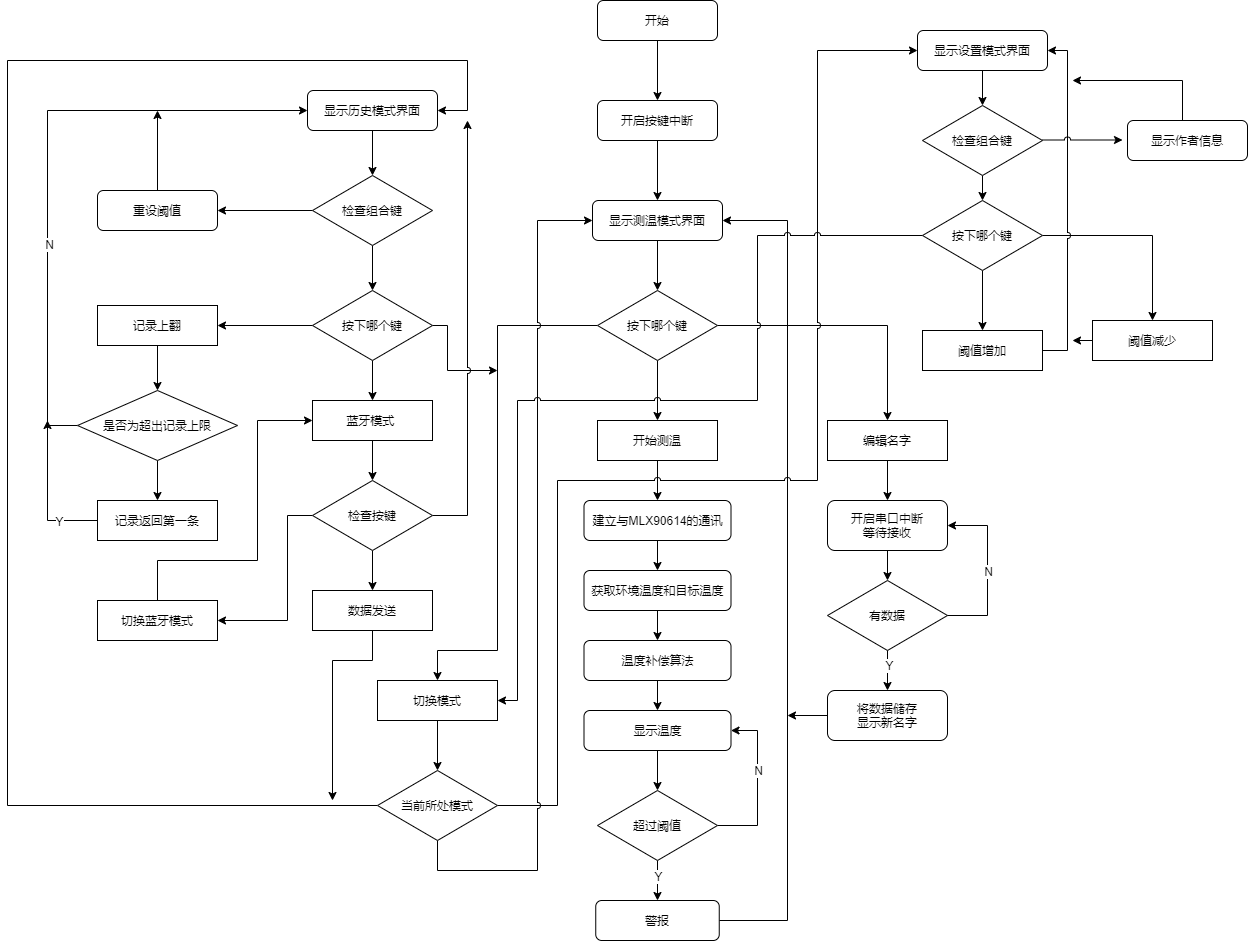 开始
显示设置模式界面
显示历史模式界面
开启按键中断
检查组合键
显示作者信息
重设阈值
检查组合键
显示测温模式界面
按下哪个键
N
记录上翻
按下哪个键
按下哪个键
阈值增加
阈值减少
是否为超出记录上限
蓝牙模式
开始测温
编辑名字
Y
记录返回第一条
检查按键
建立与MLX90614的通讯
开启串口中断
等待接收
N
获取环境温度和目标温度
切换蓝牙模式
数据发送
有数据
温度补偿算法
Y
切换模式
显示温度
将数据储存
显示新名字
N
当前所处模式
超过阈值
Y
警报